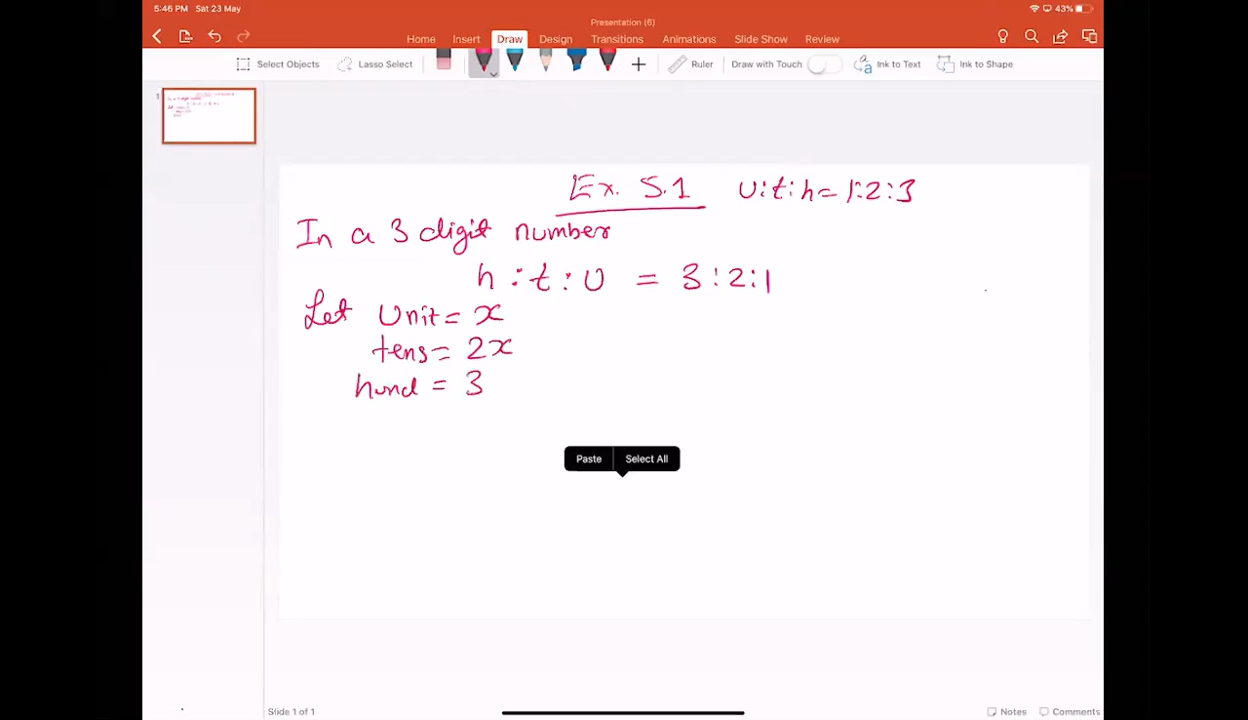 5:46 PM Sat 23 May 43%
Presentation (6)
Home Insert Draw Design Transitions Animations Slide Show Review
Select Objects Lasso Select Ruler Draw with Touch Ink to Text Ink to Shape
1
Ex. 5.1 U:t:h=1:2:3
In a 3 digit number
h:t:U = 3:2:1
Let Unit= x
tens= 2x
hund = 3
Paste Select All
Slide 1 of 1 Notes Comments